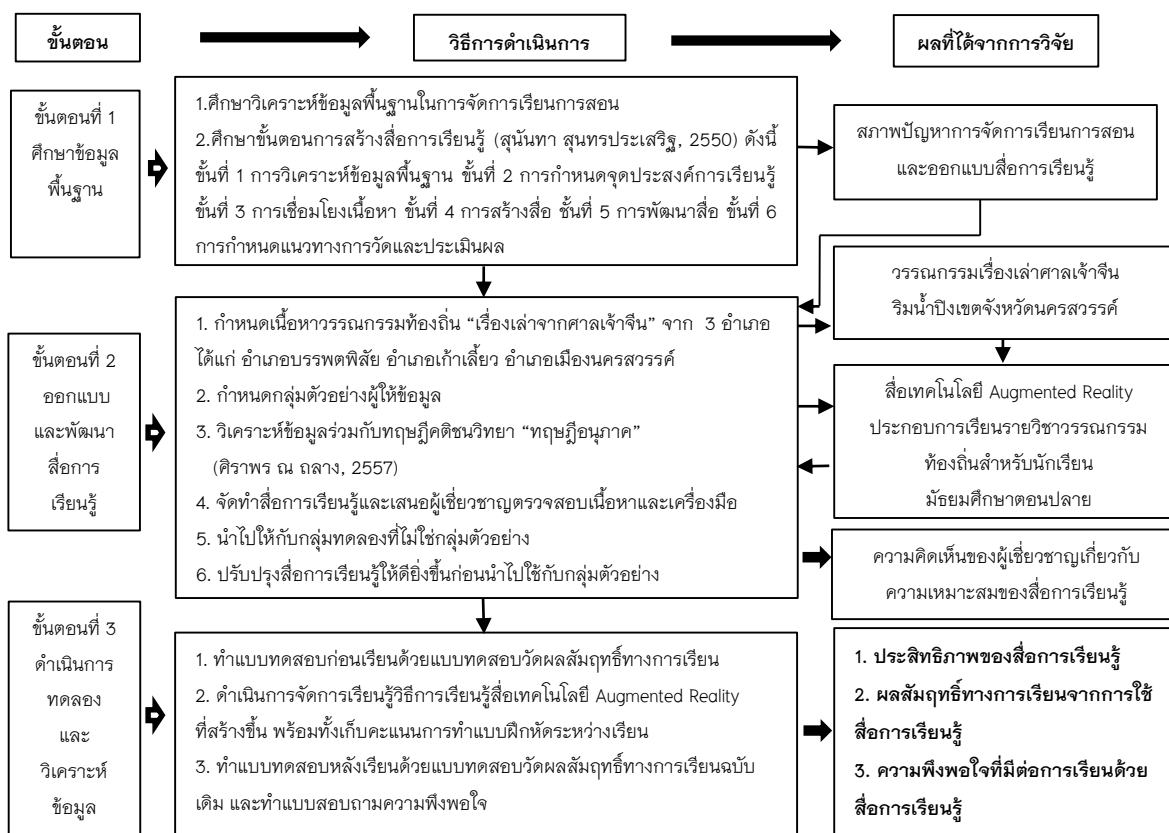 ขั้นตอน
วิธีการดำเนินการ
ผลที่ได้จากการวิจัย
ขั้นตอนที่ 1
ศึกษาข้อมูล
พื้นฐาน
1.ศึกษาวิเคราะห์ข้อมูลพื้นฐานในการจัดการเรียนการสอน
2.ศึกษาขั้นตอนการสร้างสื่อการเรียนรู้ (สุนันทา สุนทรประเสริฐ, 2550) ดังนี้
ขั้นที่ 1 การวิเคราะห์ข้อมูลพื้นฐาน ขั้นที่ 2 การกำหนดจุดประสงค์การเรียนรู้
ขั้นที่ 3 การเชื่อมโยงเนื้อหา ขั้นที่ 4 การสร้างสื่อ ชั้นที่ 5 การพัฒนาสื่อ ขั้นที่ 6
การกำหนดแนวทางการวัดและประเมินผล
สภาพปัญหาการจัดการเรียนการสอน
และออกแบบสื่อการเรียนรู้
วรรณกรรมเรื่องเล่าศาลเจ้าจีน
ริมน้ำปิงเขตจังหวัดนครสวรรค์
ขั้นตอนที่ 2
ออกแบบ
และพัฒนา
สื่อการ
เรียนรู้
1. กำหนดเนื้อหาวรรณกรรมท้องถิ่น “เรื่องเล่าจากศาลเจ้าจีน” จาก 3 อำเภอ
ได้แก่ อำเภอบรรพตพิสัย อำเภอเก้าเลี้ยว อำเภอเมืองนครสวรรค์
2. กำหนดกลุ่มตัวอย่างผู้ให้ข้อมูล
3. วิเคราะห์ข้อมูลร่วมกับทฤษฎีคติชนวิทยา “ทฤษฎีอนุภาค”
(ศิราพร ณ ถลาง, 2557)
4. จัดทำสื่อการเรียนรู้และเสนอผู้เชี่ยวชาญตรวจสอบเนื้อหาและเครื่องมือ
5. นำไปให้กับกลุ่มทดลองที่ไม่ใช่กลุ่มตัวอย่าง
6. ปรับปรุงสื่อการเรียนรู้ให้ดียิ่งขึ้นก่อนนำไปใช้กับกลุ่มตัวอย่าง
สื่อเทคโนโลยี Augmented Reality
ประกอบการเรียนรายวิชาวรรณกรรม
ท้องถิ่นสำหรับนักเรียน
มัธยมศึกษาตอนปลาย
ความคิดเห็นของผู้เชี่ยวชาญเกี่ยวกับ
ความเหมาะสมของสื่อการเรียนรู้
ขั้นตอนที่ 3
ดำเนินการ
ทดลอง
และ
วิเคราะห์
ข้อมูล
1. ทำแบบทดสอบก่อนเรียนด้วยแบบทดสอบวัดผลสัมฤทธิ์ทางการเรียน
2. ดำเนินการจัดการเรียนรู้วิธีการเรียนรู้สื่อเทคโนโลยี Augmented Reality
ที่สร้างขึ้น พร้อมทั้งเก็บคะแนนการทำแบบฝึกหัดระหว่างเรียน
3. ทำแบบทดสอบหลังเรียนด้วยแบบทดสอบวัดผลสัมฤทธิ์ทางการเรียนฉบับ
เดิม และทำแบบสอบถามความพึงพอใจ
1. ประสิทธิภาพของสื่อการเรียนรู้
2. ผลสัมฤทธิ์ทางการเรียนจากการใช้
สื่อการเรียนรู้
3. ความพึงพอใจที่มีต่อการเรียนด้วย
สื่อการเรียนรู้